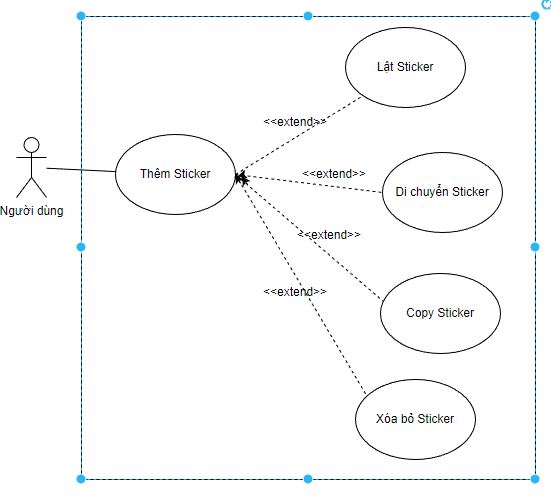 Lật Sticker
<<extend>>
Thêm Sticker
<<extend>>
Di chuyển Sticker
Người dùng
<<extend>>
Copy Sticker
<<extend>>
Xóa bỏ Sticker